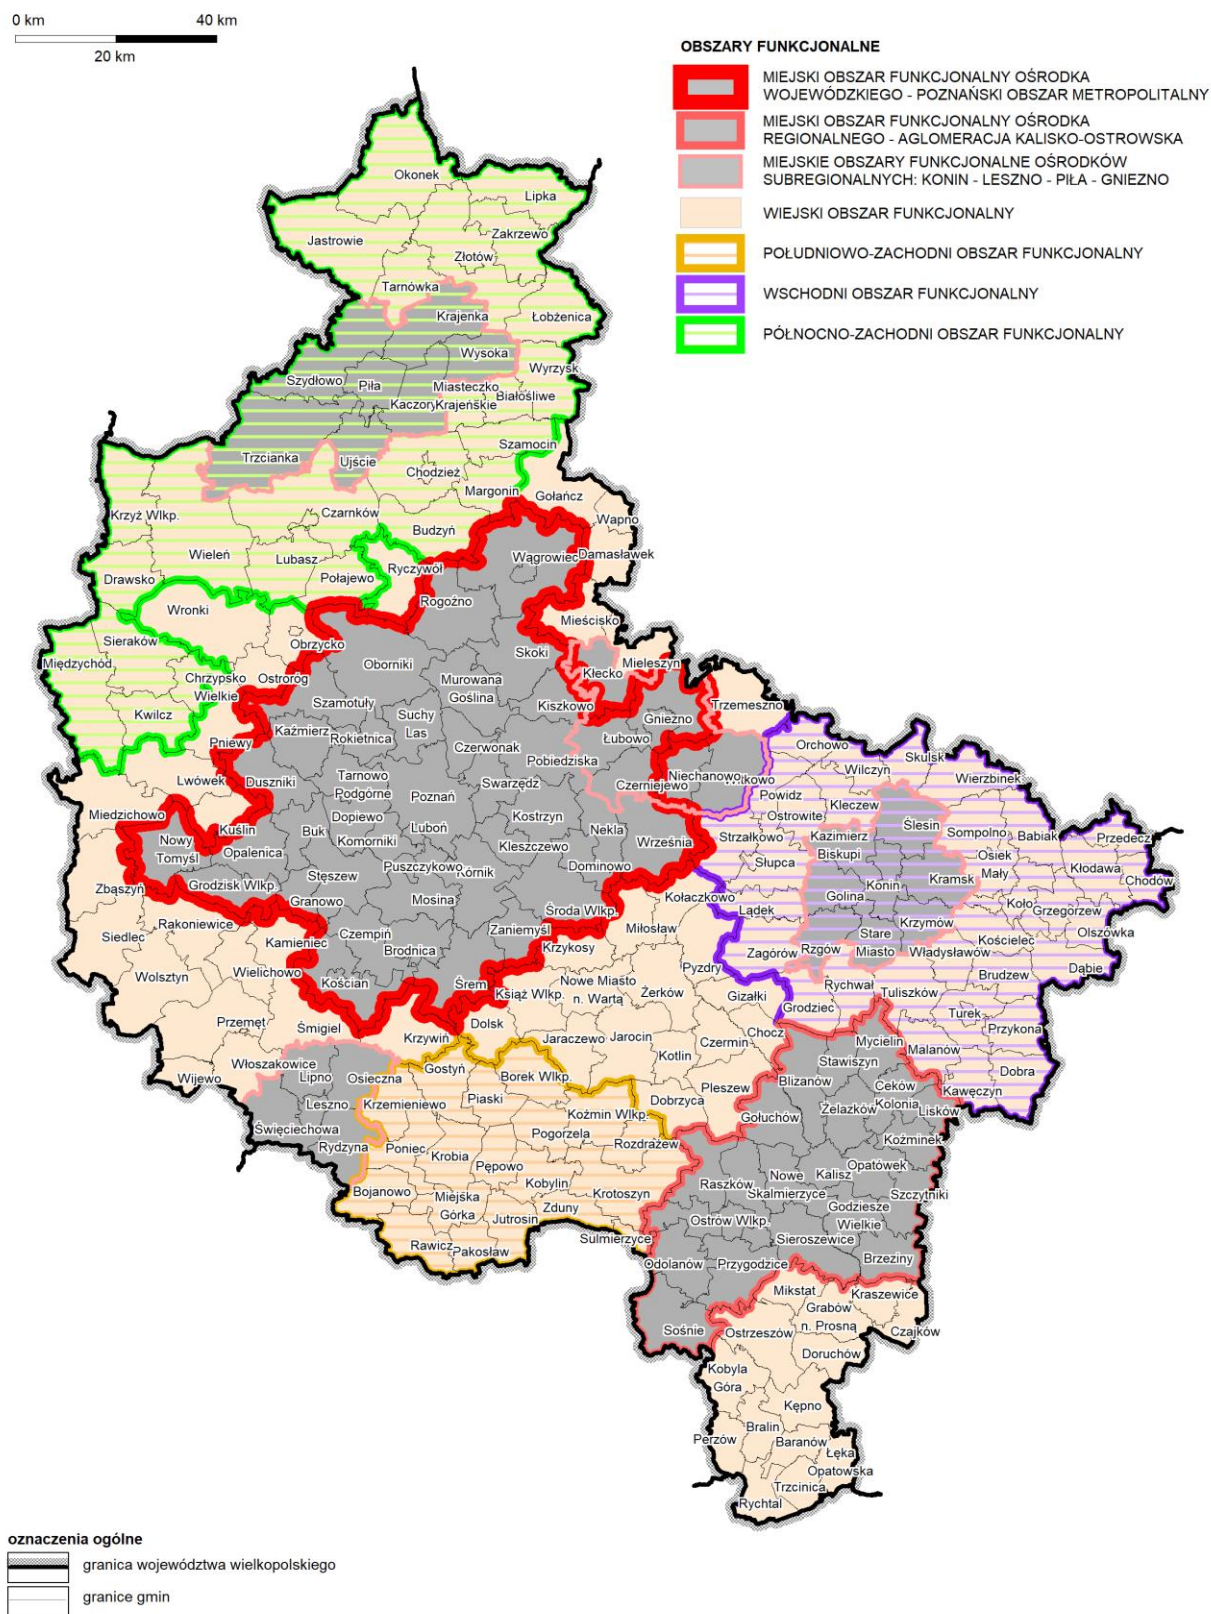 0 km
40 km
20 km
OBSZARY FUNKCJONALNE
MIEJSKI OBSZAR FUNKCJONALNY OŚRODKA
WOJEWÓDZKIEGO - POZNAŃSKI OBSZAR METROPOLITALNY
MIEJSKI OBSZAR FUNKCJONALNY OŚRODKA
REGIONALNEGO - AGLOMERACJA KALISKO-OSTROWSKA
MIEJSKIE OBSZARY FUNKCJONALNE OŚRODKÓW
SUBREGIONALNYCH: KONIN - LESZNO - PIŁA - GNIEZNO
WIEJSKI OBSZAR FUNKCJONALNY
POŁUDNIOWO-ZACHODNI OBSZAR FUNKCJONALNY
WSCHODNI OBSZAR FUNKCJONALNY
PÓŁNOCNO-ZACHODNI OBSZAR FUNKCJONALNY
Okonek
Lipka
Jastrowie
Zakrzewo
Złotów
Tarnówka
Krajenka
Łobżenica
Wysoka
Wyrzysk
Szydłowo
Piła
Miasteczko
Krajeńskie
Białośliwe
Kaczory
Szamocin
Trzcianka
Ujście
Chodzież
Margonin
Gołańcz
Krzyż Wlkp.
Czarnków
Wapno
Budzyń
Wieleń
Lubasz
Wągrowiec
Damasławek
Drawsko
Połajewo
Ryczywół
Rogoźno
Wronki
Mieścisko
Sieraków
Obrzycko
Skoki
Międzychód
Oborniki
Kłecko
Mieleszyn
Chrzypsko
Wielkie
Ostroróg
Murowana
Goślina
Szamotuły
Kiszkowo
Trzemeszno
Kwilcz
Suchy
Las
Gniezno
Kaźmierz
Rokietnica
Łubowo
Pniewy
Czerwonak
Orchowo
Skulsk
Pobiedziska
Wilczyn
Wierzbinek
Lwówek
Duszniki
Tarnowo
Podgórne
Swarzędz
Czerniejewo
Niechanowo
Witkowo
Powidz
Kleczew
Poznań
Ostrowite
Ślesin
Miedzichowo
Dopiewo
Kostrzyn
Kuślin
Buk
Luboń
Nekla
Września
Strzałkowo
Kazimierz
Biskupi
Sompolno
Babiak
Przedecz
Nowy
Tomyśl
Opalenica
Komorniki
Kleszczewo
Słupca
Osiek
Mały
Kłodawa
Chodów
Zbąszyń
Grodzisk Wlkp.
Stęszew
Puszczykowo
Kórnik
Dominowo
Konin
Kramsk
Granowo
Mosina
Kołaczkowo
Golina
Koło
Grzegorzew
Rakoniewice
Środa Wlkp.
Lądek
Krzymów
Siedlec
Kamieniec
Czempiń
Zaniemyśl
Miłosław
Stare
Miasto
Kościelec
Olszówka
Brodnica
Krzykosy
Zagórów
Rzgów
Władysławów
Wolsztyn
Wielichowo
Kościan
Śrem
Nowe Miasto
n. Wartą
Pyzdry
Brudzew
Dąbie
Książ Wlkp.
Żerków
Gizałki
Rychwał
Tuliszków
Przemęt
Śmigiel
Dolsk
Grodziec
Turek
Przykona
Krzywiń
Jaraczewo
Jarocin
Chocz
Mycielin
Czermin
Malanów
Włoszakowice
Kotlin
Stawiszyn
Wijewo
Lipno
Osieczna
Gostyń
Borek Wlkp.
Pleszew
Blizanów
Ceków
Kolonia
Kawęczyn
Dobra
Leszno
Krzemieniewo
Piaski
Dobrzyca
Koźmin Wlkp.
Gołuchów
Żelazków
Lisków
Święciechowa
Pogorzela
Koźminek
Rydzyna
Poniec
Krobia
Rozdrażew
Pępowo
Nowe
Skalmierzyce
Kalisz
Opatówek
Bojanowo
Miejska
Górka
Kobylin
Krotoszyn
Raszków
Szczytniki
Zduny
Godziesze
Wielkie
Jutrosin
Ostrów Wlkp.
Rawicz
Pakosław
Sulmierzyce
Sieroszewice
Odolanów
Przygodzice
Brzeziny
Mikstat
Kraszewice
Grabów
n. Prosną
Sośnie
Ostrzeszów
Czajków
Doruchów
Kobyla
Góra
Kępno
Bralin
Perzów
Baranów
Łęka
Opatowska
Trzcinica
Rychtal
oznaczenia ogólne
granica województwa wielkopolskiego
granice gmin